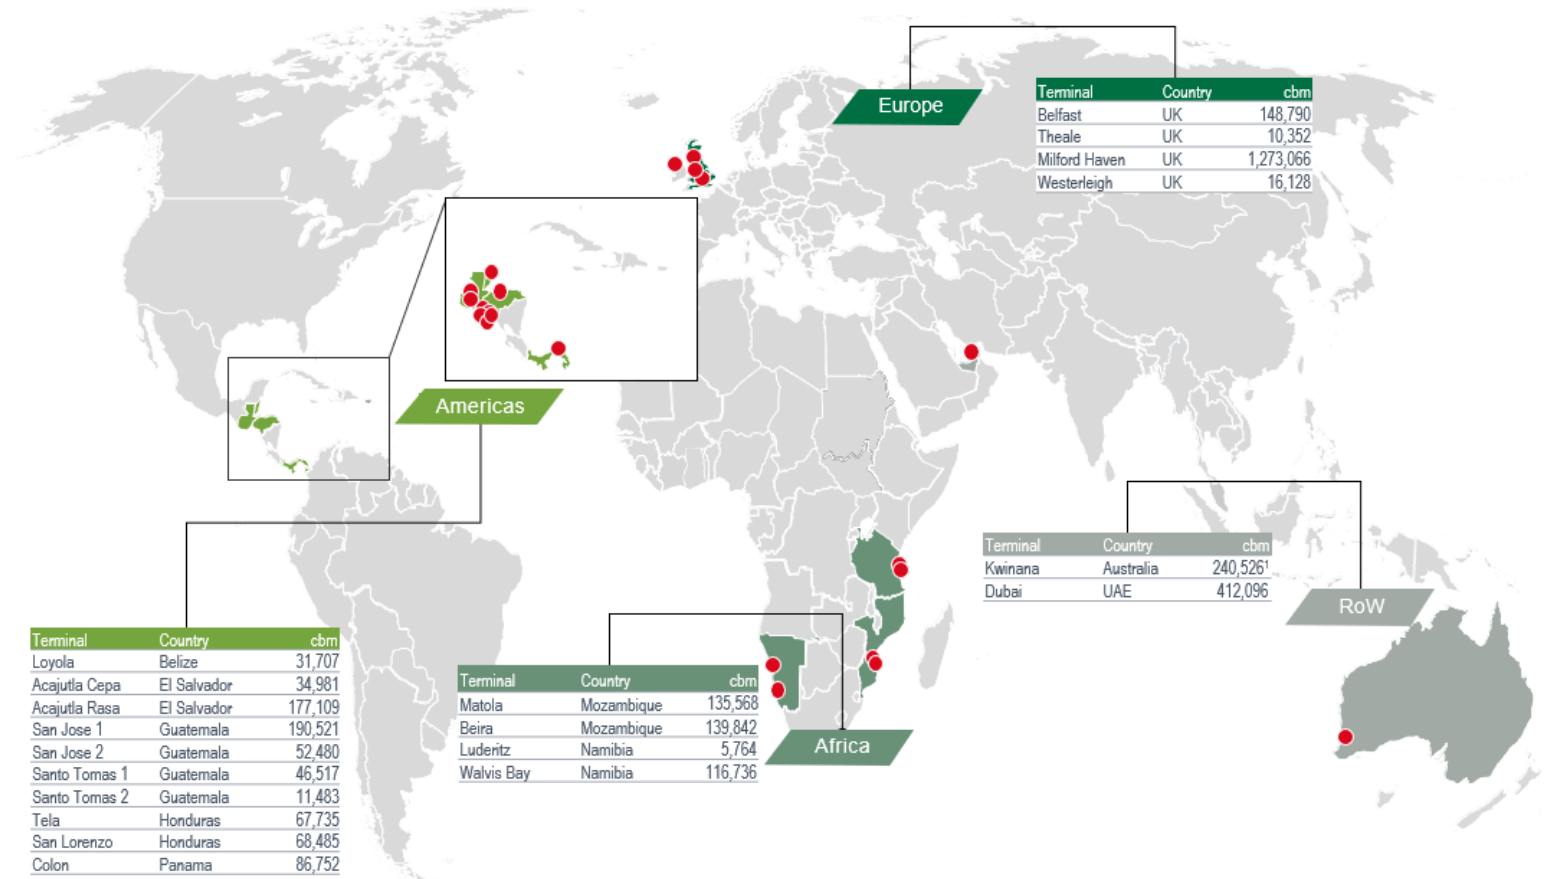 Europe
Terminal Country cbm
Belfast UK 148,790
Theale UK 10,352
Milford Haven UK 1,273,066
Westerleigh UK 16,128
Americas
Terminal Country cbm
Loyola Belize 31,707
Acajutla Cepa El Salvador 34,981
Acajutla Rasa El Salvador 177,109
San Jose 1 Guatemala 190,521
San Jose 2 Guatemala 52,480
Santo Tomas 1 Guatemala 46,517
Santo Tomas 2 Guatemala 11,483
Tela Honduras 67,735
San Lorenzo Honduras 68,485
Colon Panama 86,752
Terminal Country cbm
Matola Mozambique 135,568
Beira Mozambique 139,842
Luderitz Namibia 5,764
Walvis Bay Namibia 116,736
Africa
Terminal Country cbm
Kwinana Australia 240,526¹
Dubai UAE 412,096
RoW